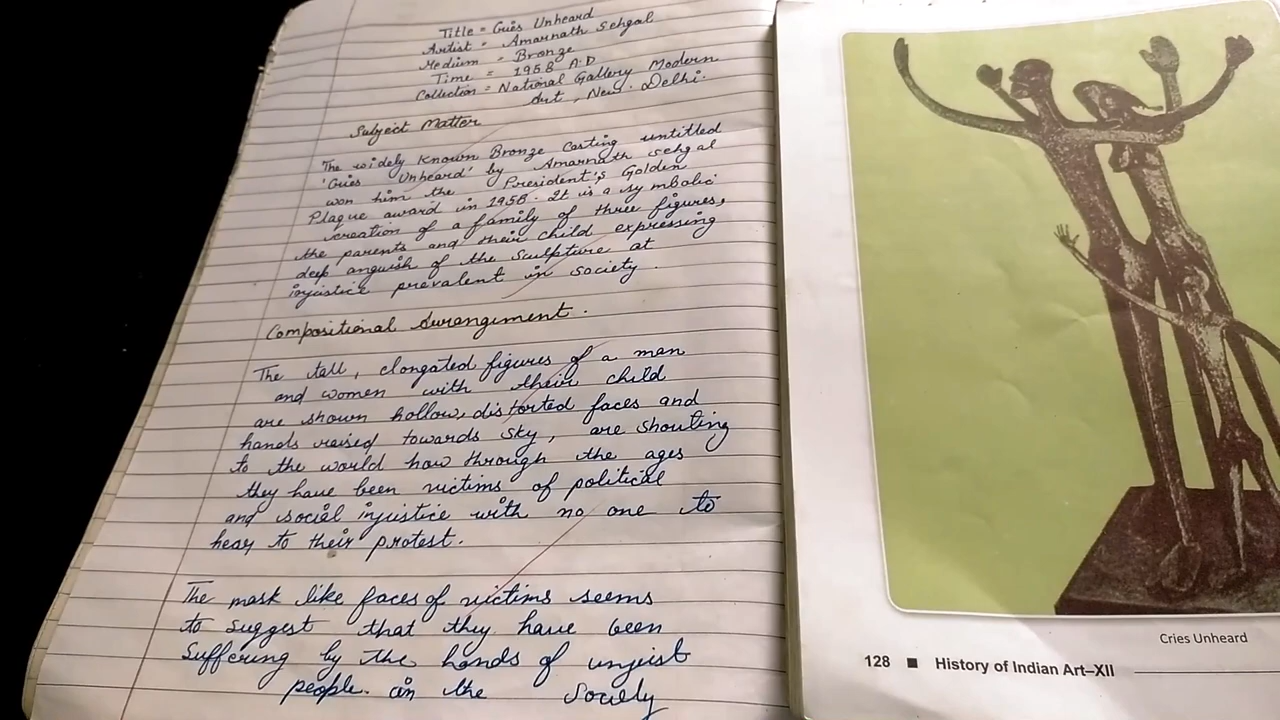 Title = Cries Unheard
Artist = Amarnath Sehgal
Medium = Bronze
Time = 1958 A.D
Collection = National Gallery Modern
Art, New. Delhi.
Subject Matter
The widely known Bronze Casting untitled
'Cries Unheard' by Amarnath Sehgal
won him the President's Golden
Plaque award in 1958. It is a symbolic
creation of a family of three figures,
the parents and their child expressing
deep anguish of the sculpture at
injustice prevalent in society.
Compositional Arrangement.
The tall, elongated figures of a man
and women with their child
are shown hollow, distorted faces and
hands raised towards sky, are shouting
to the world how through the ages
they have been victims of political
and social injustice with no one to
hear to their protest.
The mask like faces of victims seems
to suggest that they have been
suffering by the hands of unjust
people in the society
Cries Unheard
128 ■ History of Indian Art–XII